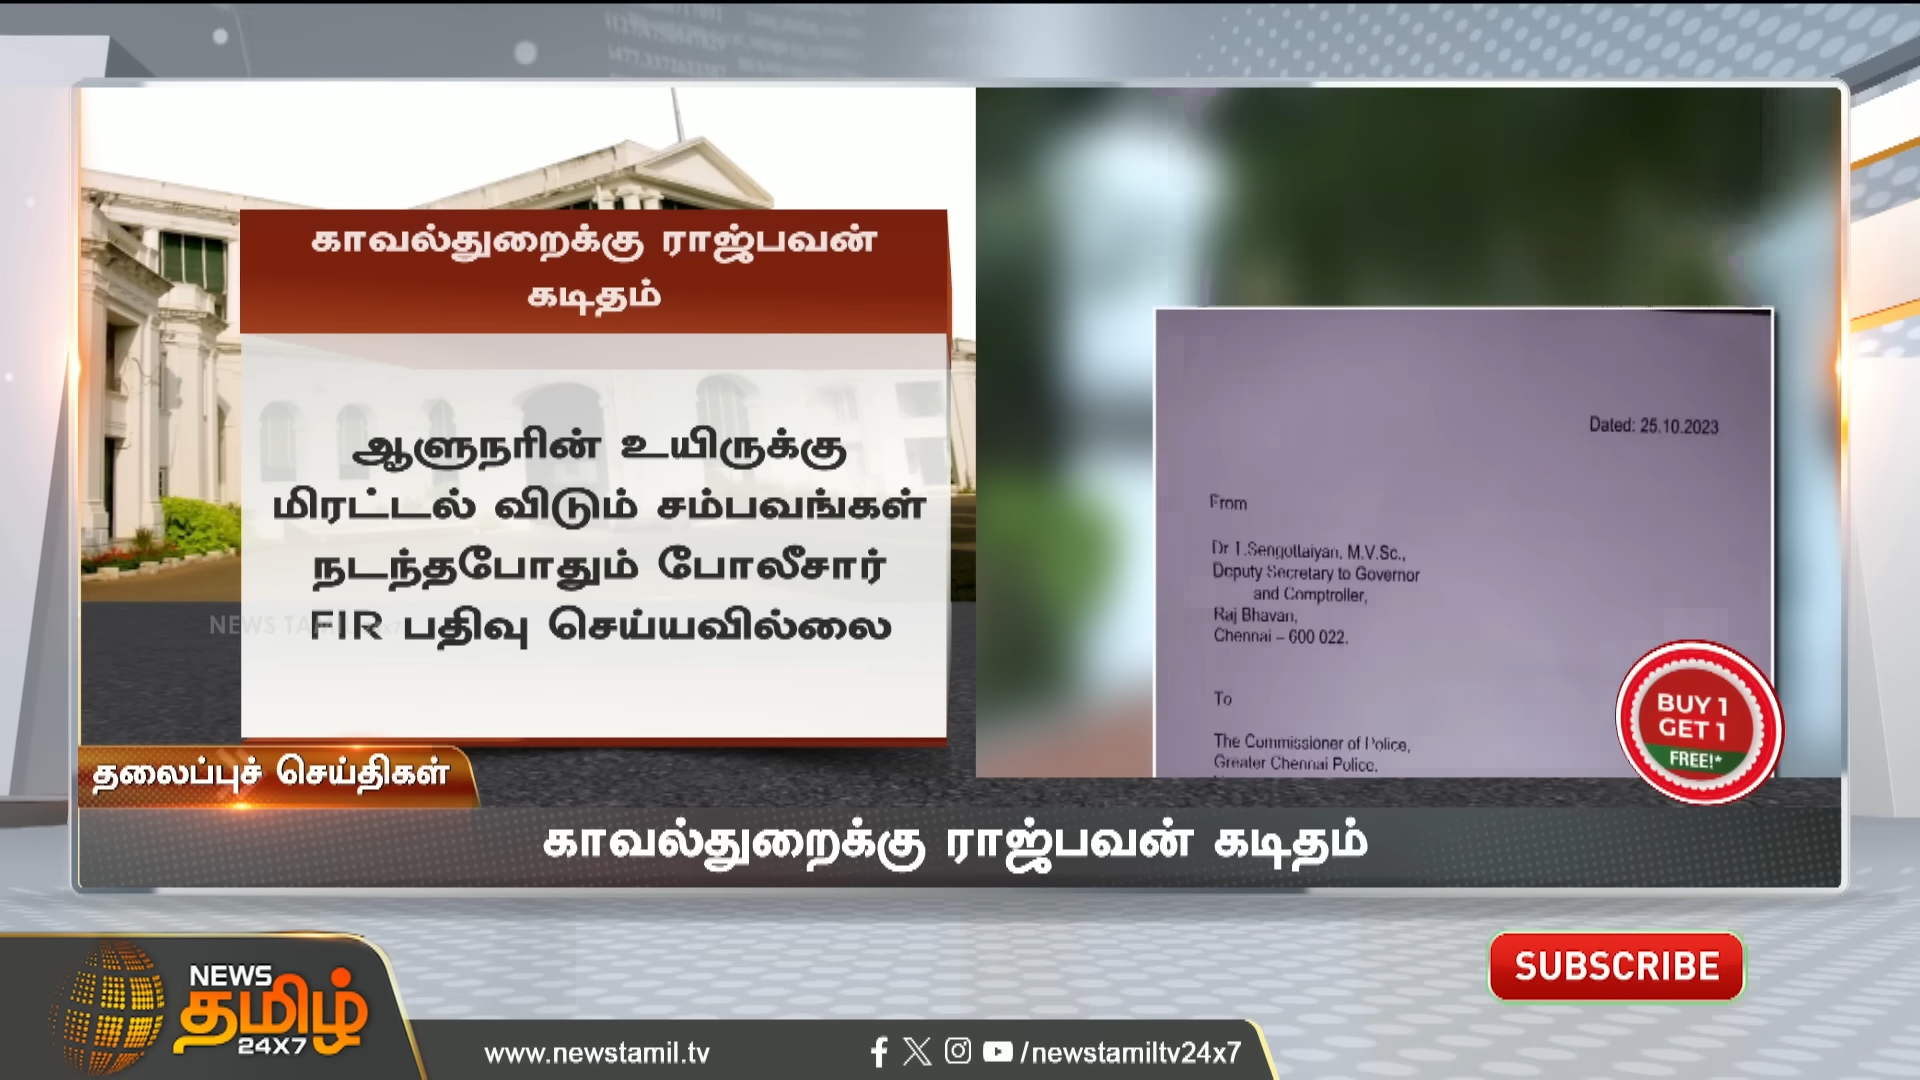 காவல்துறைக்கு ராஜ்பவன்
கடிதம்
ஆளுநரின் உயிருக்கு
மிரட்டல் விடும் சம்பவங்கள்
நடந்தபோதும் போலீசார்
FIR பதிவு செய்யவில்லை
NEWS TAMIL 24x7
Dated: 25.10.2023
From
Dr T.Sengottaiyan, M.V.Sc.,
Deputy Secretary to Governor
and Comptroller,
Raj Bhavan,
Chennai – 600 022.
To
The Commissioner of Police,
Greater Chennai Police,
BUY 1
GET 1
FREE!*
தலைப்புச் செய்திகள்
காவல்துறைக்கு ராஜ்பவன் கடிதம்
NEWS
தமிழ்
24X7
SUBSCRIBE
www.newstamil.tv
/newstamiltv24x7